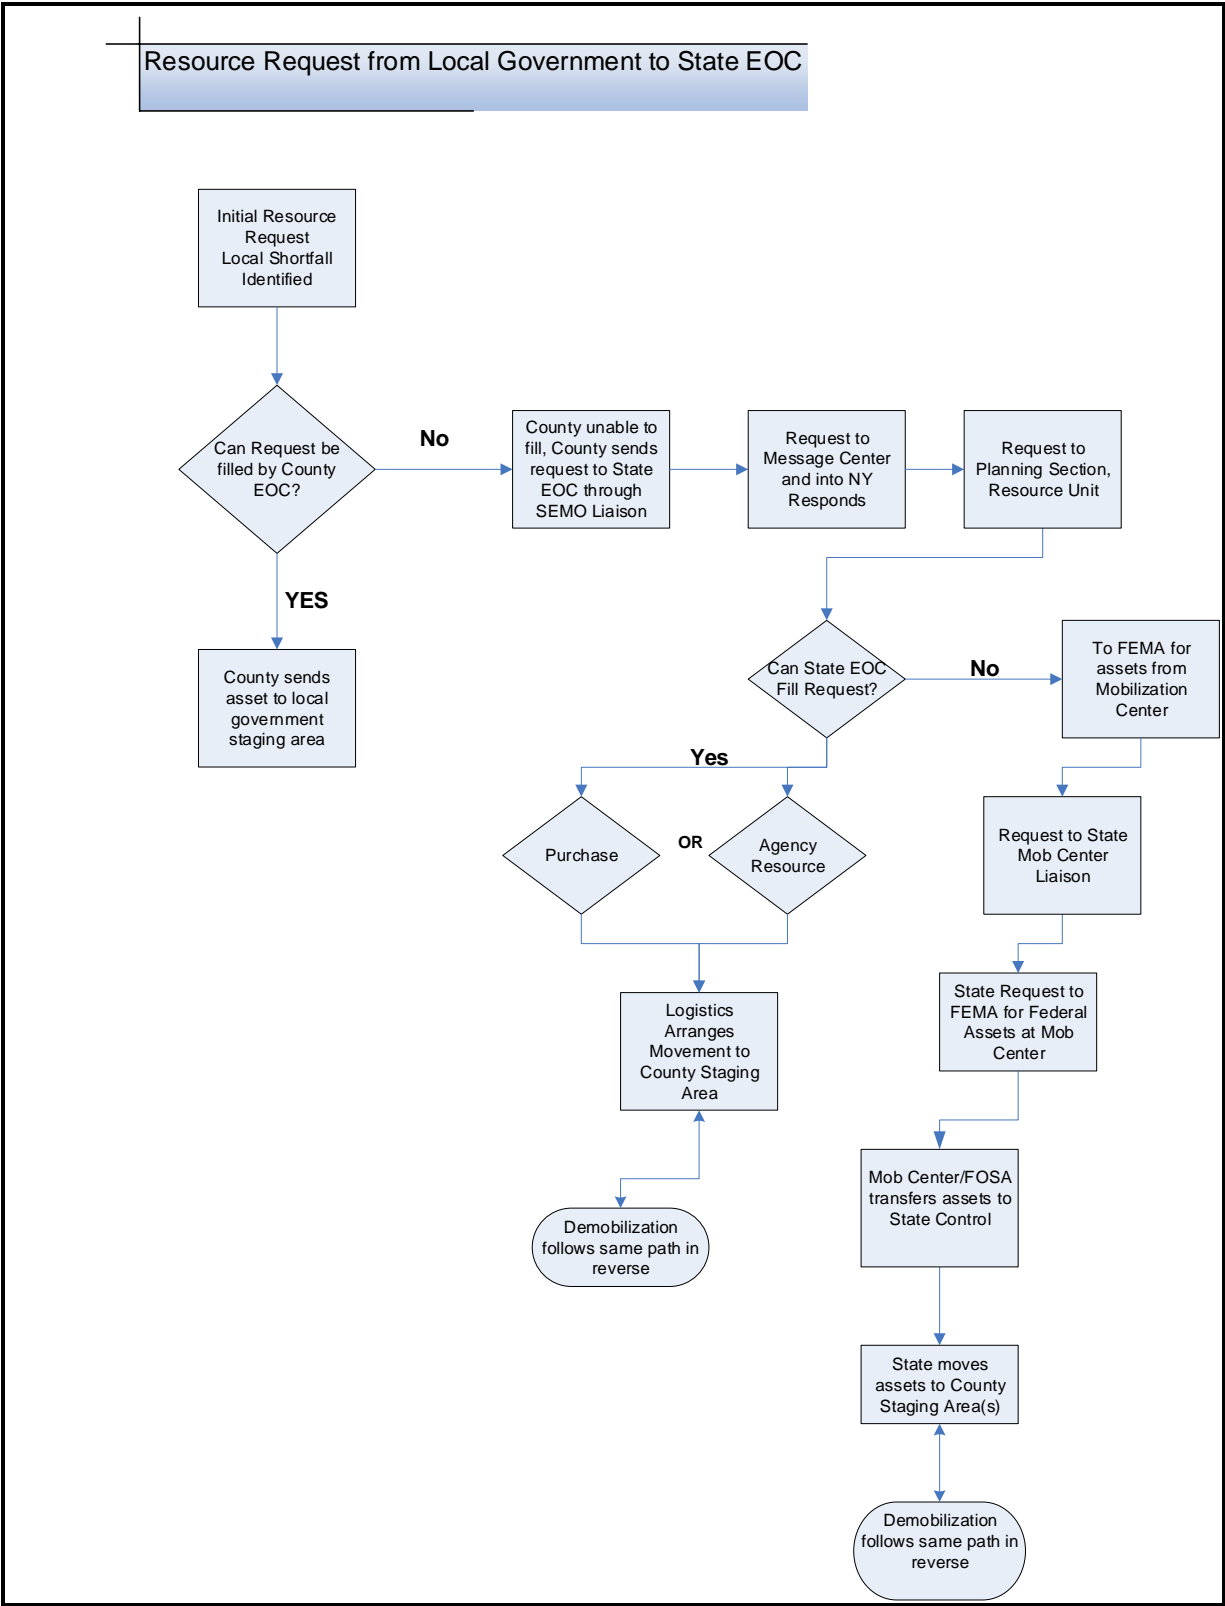 Resource Request from Local Government to State EOC
Initial Resource
Request
Local Shortfall
Identified
Can Request be
filled by County
EOC?
No
County unable to
fill, County sends
request to State
EOC through
SEMO Liaison
Request to
Message Center
and into NY
Responds
Request to
Planning Section,
Resource Unit
YES
County sends
asset to local
government
staging area
Can State EOC
Fill Request?
No
To FEMA for
assets from
Mobilization
Center
Yes
Purchase
OR
Agency
Resource
Request to State
Mob Center
Liaison
Logistics
Arranges
Movement to
County Staging
Area
State Request to
FEMA for Federal
Assets at Mob
Center
Demobilization
follows same path in
reverse
Mob Center/FOSA
transfers assets to
State Control
State moves
assets to County
Staging Area(s)
Demobilization
follows same path in
reverse